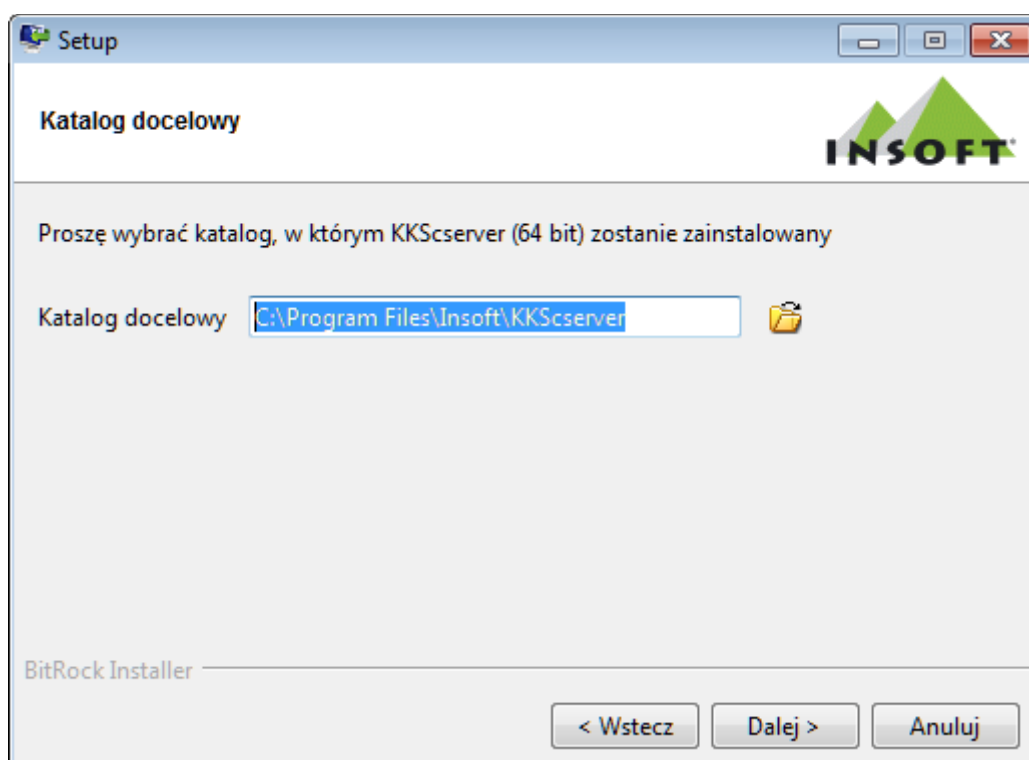 Setup
Katalog docelowy
INSOFT
Proszę wybrać katalog, w którym KKScserver (64 bit) zostanie zainstalowany
Katalog docelowy C:\Program Files\Insoft\KKScserver
BitRock Installer
< Wstecz Dalej > Anuluj